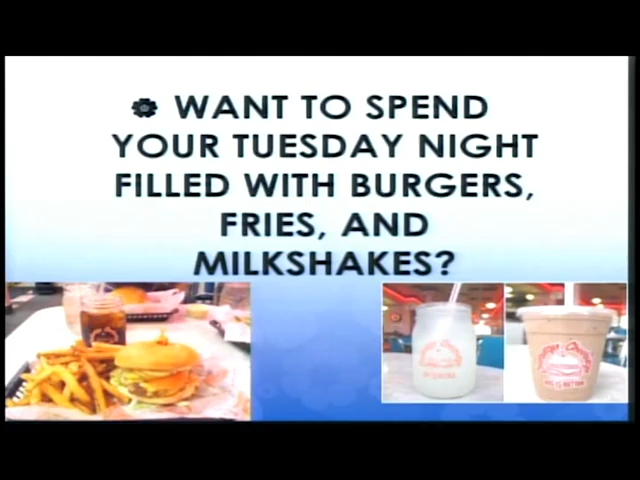 WANT TO SPEND
YOUR TUESDAY NIGHT
FILLED WITH BURGERS,
FRIES, AND
MILKSHAKES?